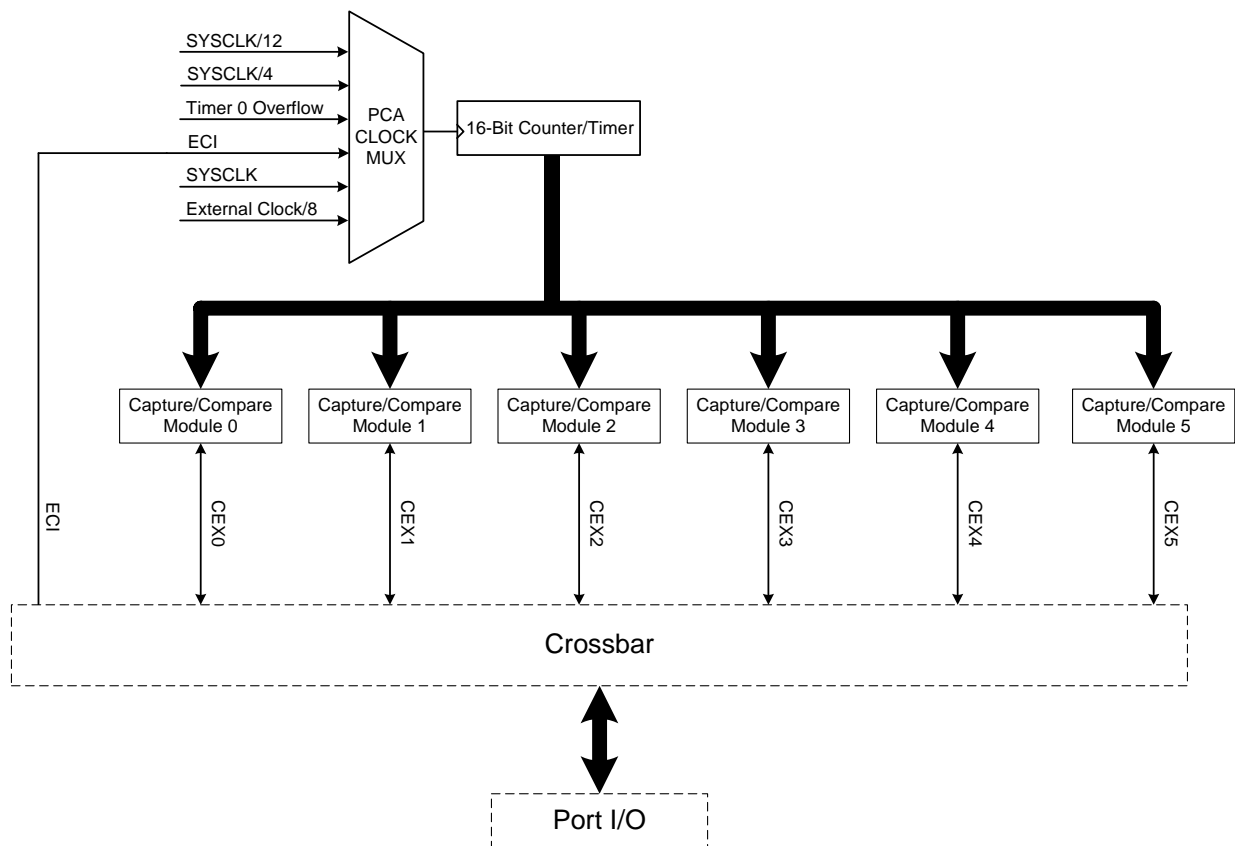 SYSCLK/12
SYSCLK/4
Timer 0 Overflow
ECI
SYSCLK
External Clock/8
PCA
CLOCK
MUX
16-Bit Counter/Timer
Capture/Compare
Module 0
Capture/Compare
Module 1
Capture/Compare
Module 2
Capture/Compare
Module 3
Capture/Compare
Module 4
Capture/Compare
Module 5
ECI
CEX0
CEX1
CEX2
CEX3
CEX4
CEX5
Crossbar
Port I/O